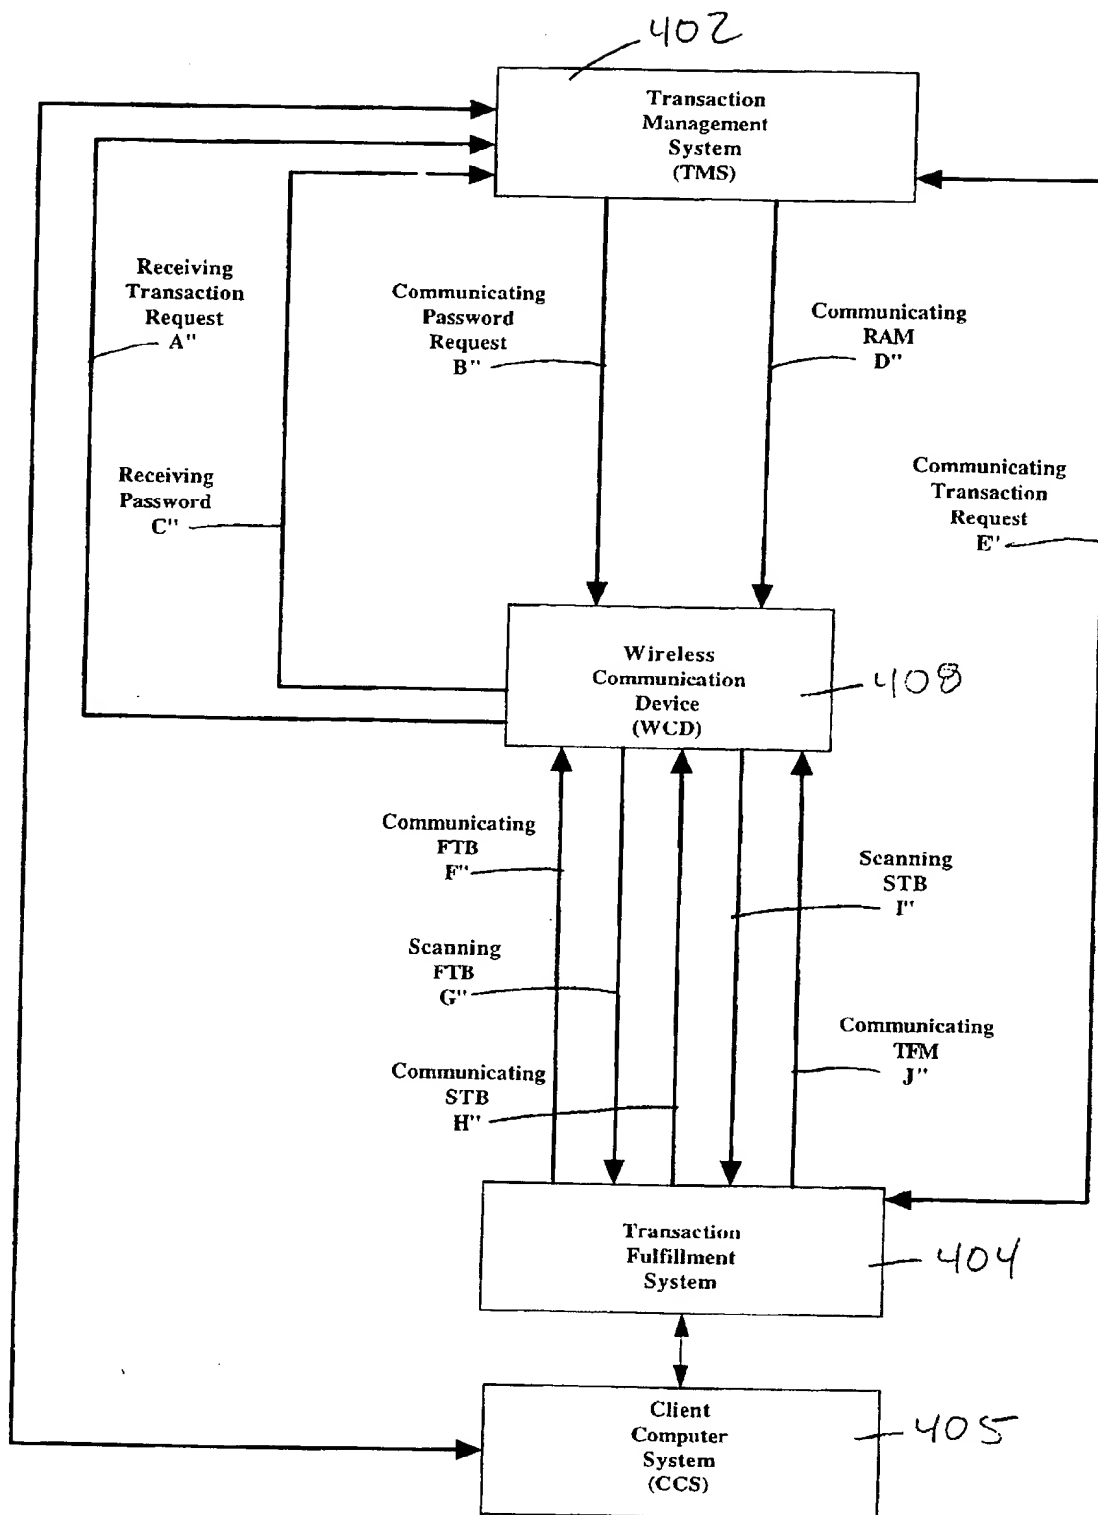 402
Transaction
Management
System
(TMS)
Receiving
Transaction
Request
A"
Communicating
Password
Request
B"
Communicating
RAM
D"
Receiving
Password
C"
Communicating
Transaction
Request
E"
Wireless
Communication
Device
(WCD)
408
Communicating
FTB
F"
Scanning
STB
I"
Scanning
FTB
G"
Communicating
TFM
J"
Communicating
STB
H"
Transaction
Fulfillment
System
404
Client
Computer
System
(CCS)
405